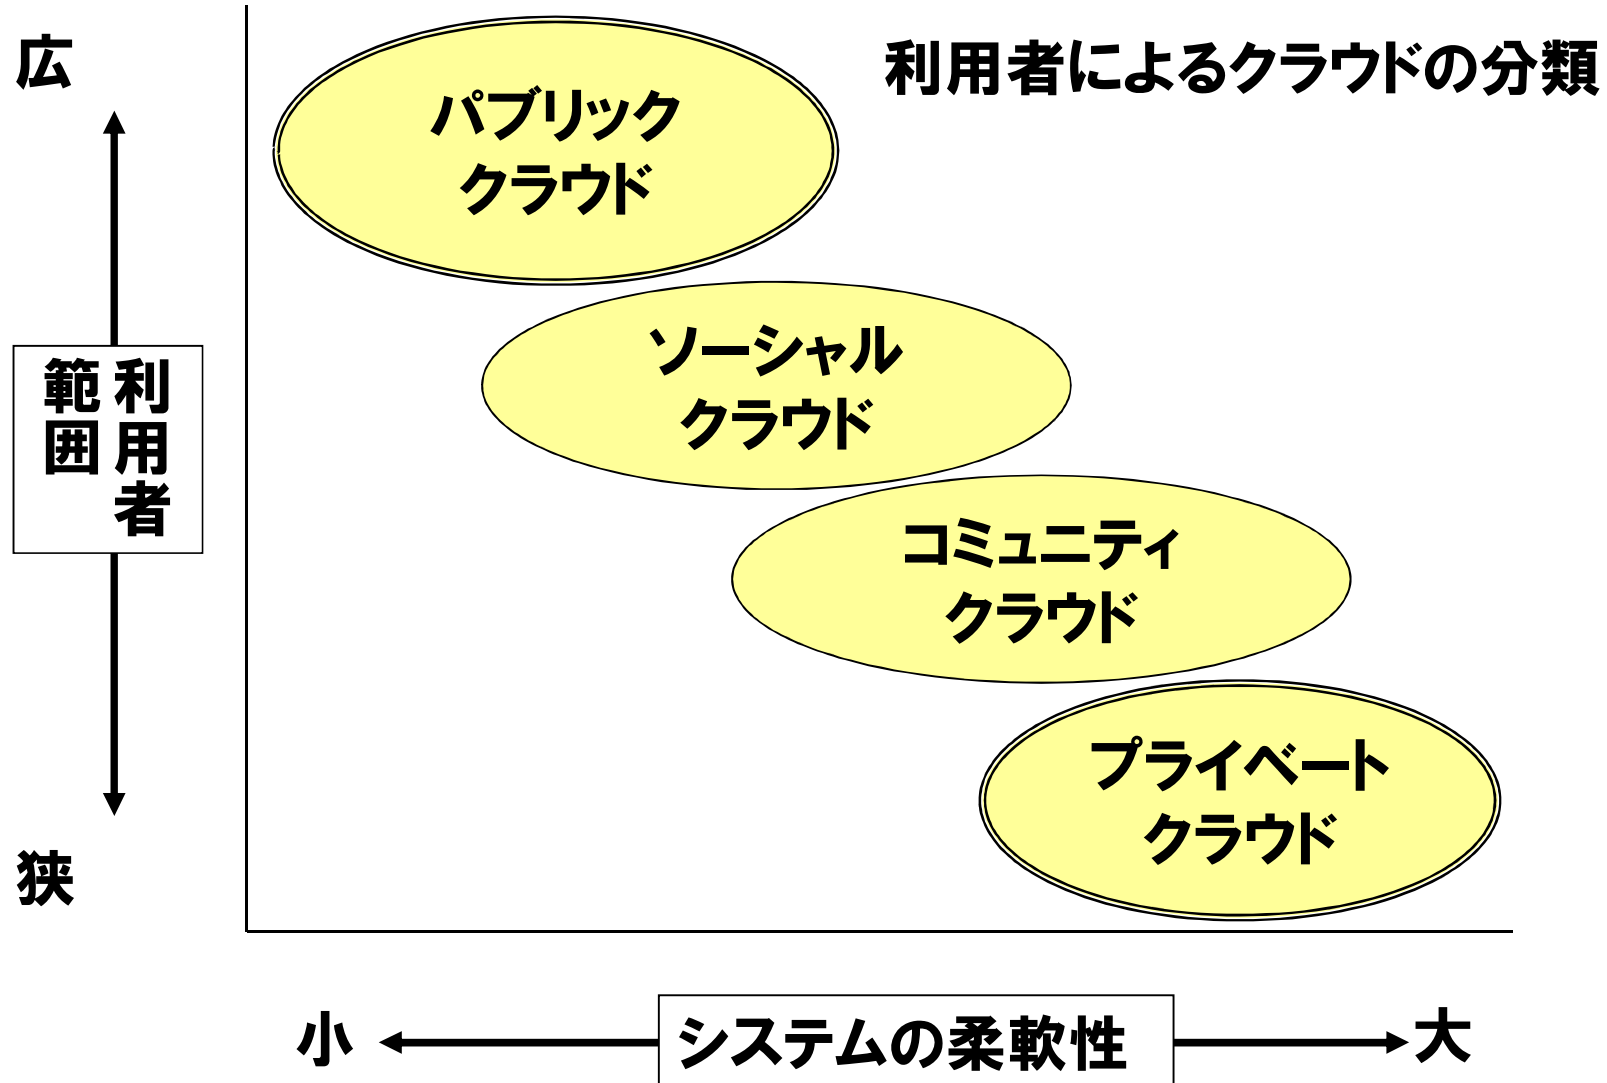 利用者によるクラウドの分類
広
パブリック
クラウド
ソーシャル
クラウド
利用者
範囲
コミュニティ
クラウド
プライベート
クラウド
狭
小
システムの柔軟性
大